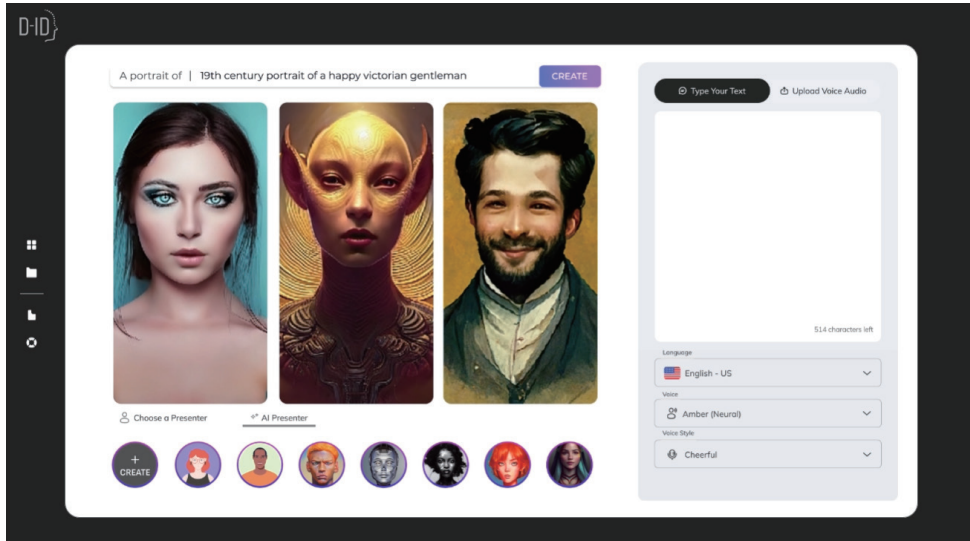 D-ID
A portrait of | 19th century portrait of a happy victorian gentleman
CREATE
Choose a Presenter
AI Presenter
+
CREATE
Type Your Text
Upload Voice Audio
514 characters left
Language
English - US
Voice
Amber (Neural)
Voice Style
Cheerful